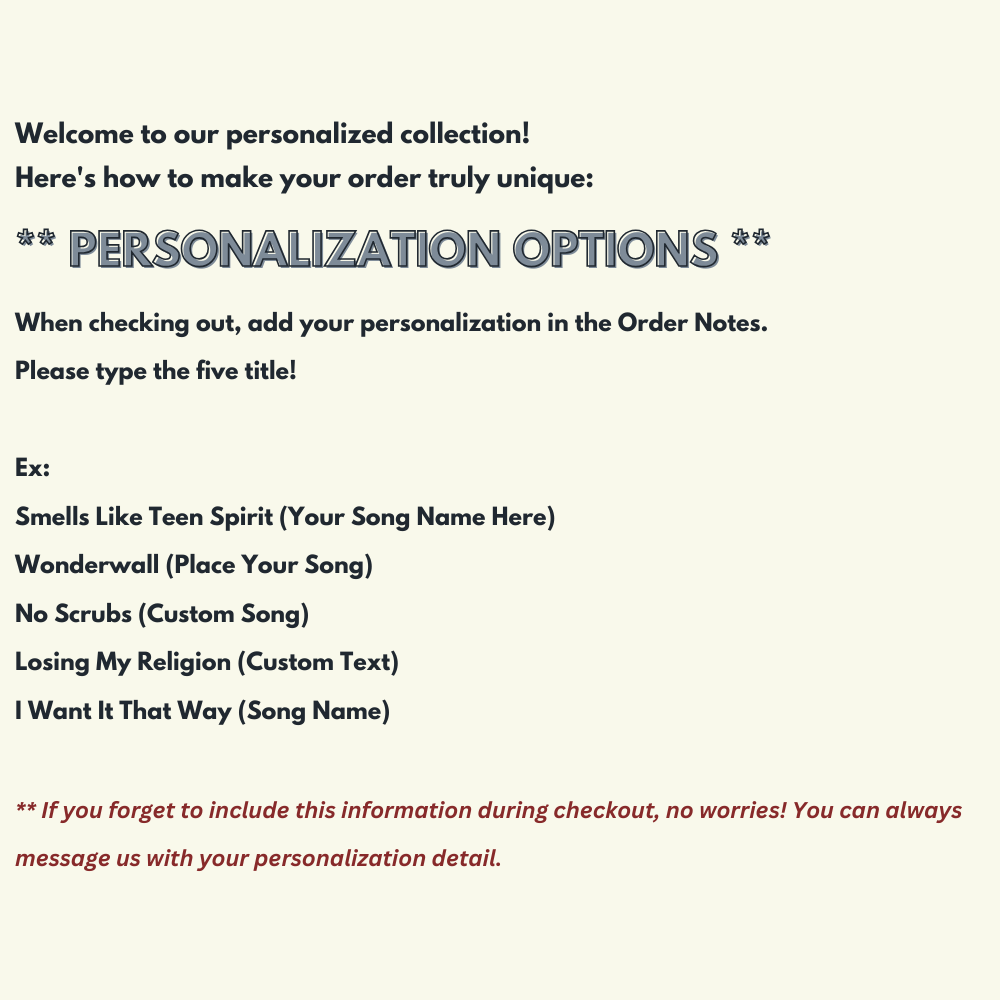 Welcome to our personalized collection!
Here's how to make your order truly unique:
** PERSONALIZATION OPTIONS **
When checking out, add your personalization in the Order Notes.
Please type the five title!
Ex:
Smells Like Teen Spirit (Your Song Name Here)
Wonderwall (Place Your Song)
No Scrubs (Custom Song)
Losing My Religion (Custom Text)
I Want It That Way (Song Name)
** If you forget to include this information during checkout, no worries! You can always
message us with your personalization detail.